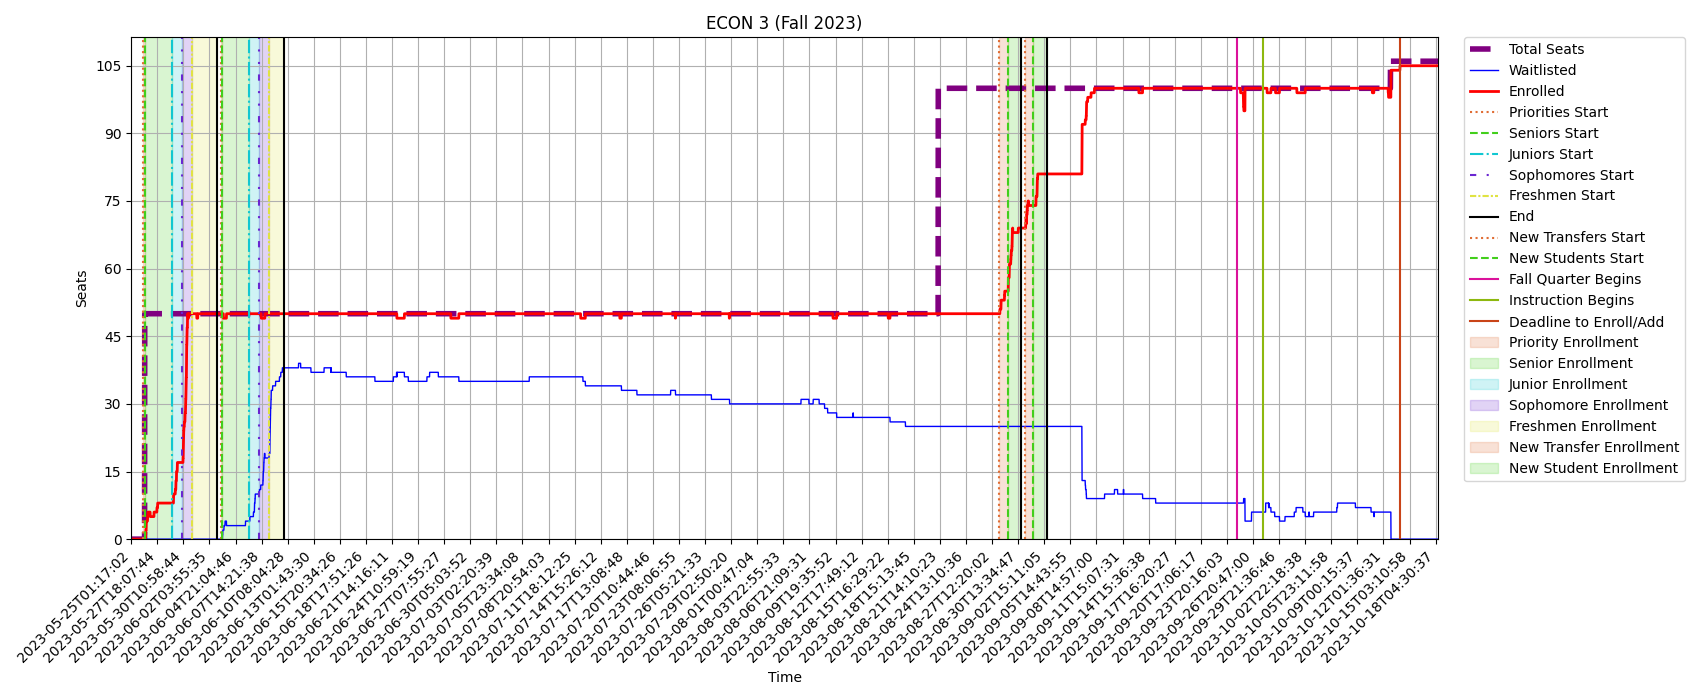 ECON 3 (Fall 2023)
Seats
105
90
75
60
45
30
15
0
2023-05-25T01:17:02
2023-05-27T18:07:44
2023-05-30T10:58:44
2023-06-02T03:55:35
2023-06-04T21:04:46
2023-06-07T14:21:38
2023-06-10T08:04:28
2023-06-13T01:43:30
2023-06-15T20:34:26
2023-06-18T17:51:26
2023-06-21T14:16:11
2023-06-24T10:59:19
2023-06-27T07:55:27
2023-06-30T05:03:52
2023-07-03T02:20:39
2023-07-05T23:34:08
2023-07-08T20:54:03
2023-07-11T18:12:25
2023-07-14T15:26:12
2023-07-17T13:08:48
2023-07-20T10:44:46
2023-07-23T08:06:55
2023-07-26T05:21:33
2023-07-29T02:50:20
2023-08-01T00:47:04
2023-08-03T22:55:33
2023-08-06T21:09:31
2023-08-09T19:35:52
2023-08-12T17:49:12
2023-08-15T16:29:22
2023-08-18T15:13:45
2023-08-21T14:10:23
2023-08-24T13:10:36
2023-08-27T12:20:02
2023-08-30T13:34:47
2023-09-02T15:11:05
2023-09-05T14:43:55
2023-09-08T14:57:00
2023-09-11T15:07:31
2023-09-14T15:36:38
2023-09-17T16:20:27
2023-09-20T17:06:17
2023-09-23T20:16:03
2023-09-26T20:47:00
2023-09-29T21:36:46
2023-10-02T22:18:38
2023-10-05T23:11:58
2023-10-09T00:15:37
2023-10-12T01:36:31
2023-10-15T03:10:58
2023-10-18T04:30:37
Time
Total Seats
Waitlisted
Enrolled
Priorities Start
Seniors Start
Juniors Start
Sophomores Start
Freshmen Start
End
New Transfers Start
New Students Start
Fall Quarter Begins
Instruction Begins
Deadline to Enroll/Add
Priority Enrollment
Senior Enrollment
Junior Enrollment
Sophomore Enrollment
Freshmen Enrollment
New Transfer Enrollment
New Student Enrollment